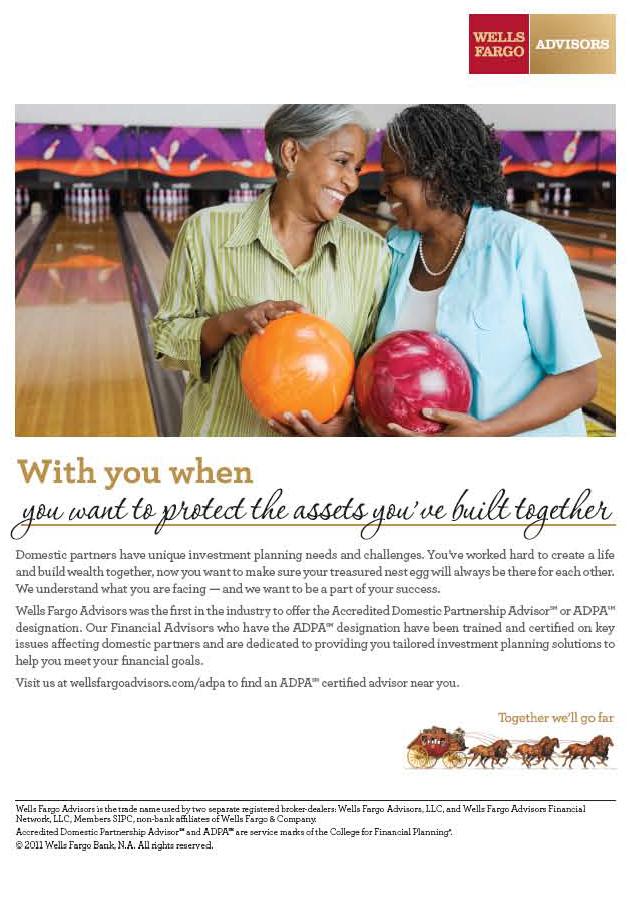 WELLS
FARGO
ADVISORS
With you when
you want to protect the assets you've built together
Domestic partners have unique investment planning needs and challenges. You've worked hard to create a life
and build wealth together, now you want to make sure your treasured nest egg will always be there for each other.
We understand what you are facing — and we want to be a part of your success.
Wells Fargo Advisors was the first in the industry to offer the Accredited Domestic Partnership Advisor℠ or ADPA℠
designation. Our Financial Advisors who have the ADPA℠ designation have been trained and certified on key
issues affecting domestic partners and are dedicated to providing you tailored investment planning solutions to
help you meet your financial goals.
Visit us at wellsfargoadvisors.com/adpa to find an ADPA℠ certified advisor near you.
Together we'll go far
Wells Fargo Advisors is the trade name used by two separate registered broker-dealers: Wells Fargo Advisors, LLC, and Wells Fargo Advisors Financial
Network, LLC, Members SIPC, non-bank affiliates of Wells Fargo & Company.
Accredited Domestic Partnership Advisor℠ and ADPA℠ are service marks of the College for Financial Planning®.
© 2011 Wells Fargo Bank, N.A. All rights reserved.